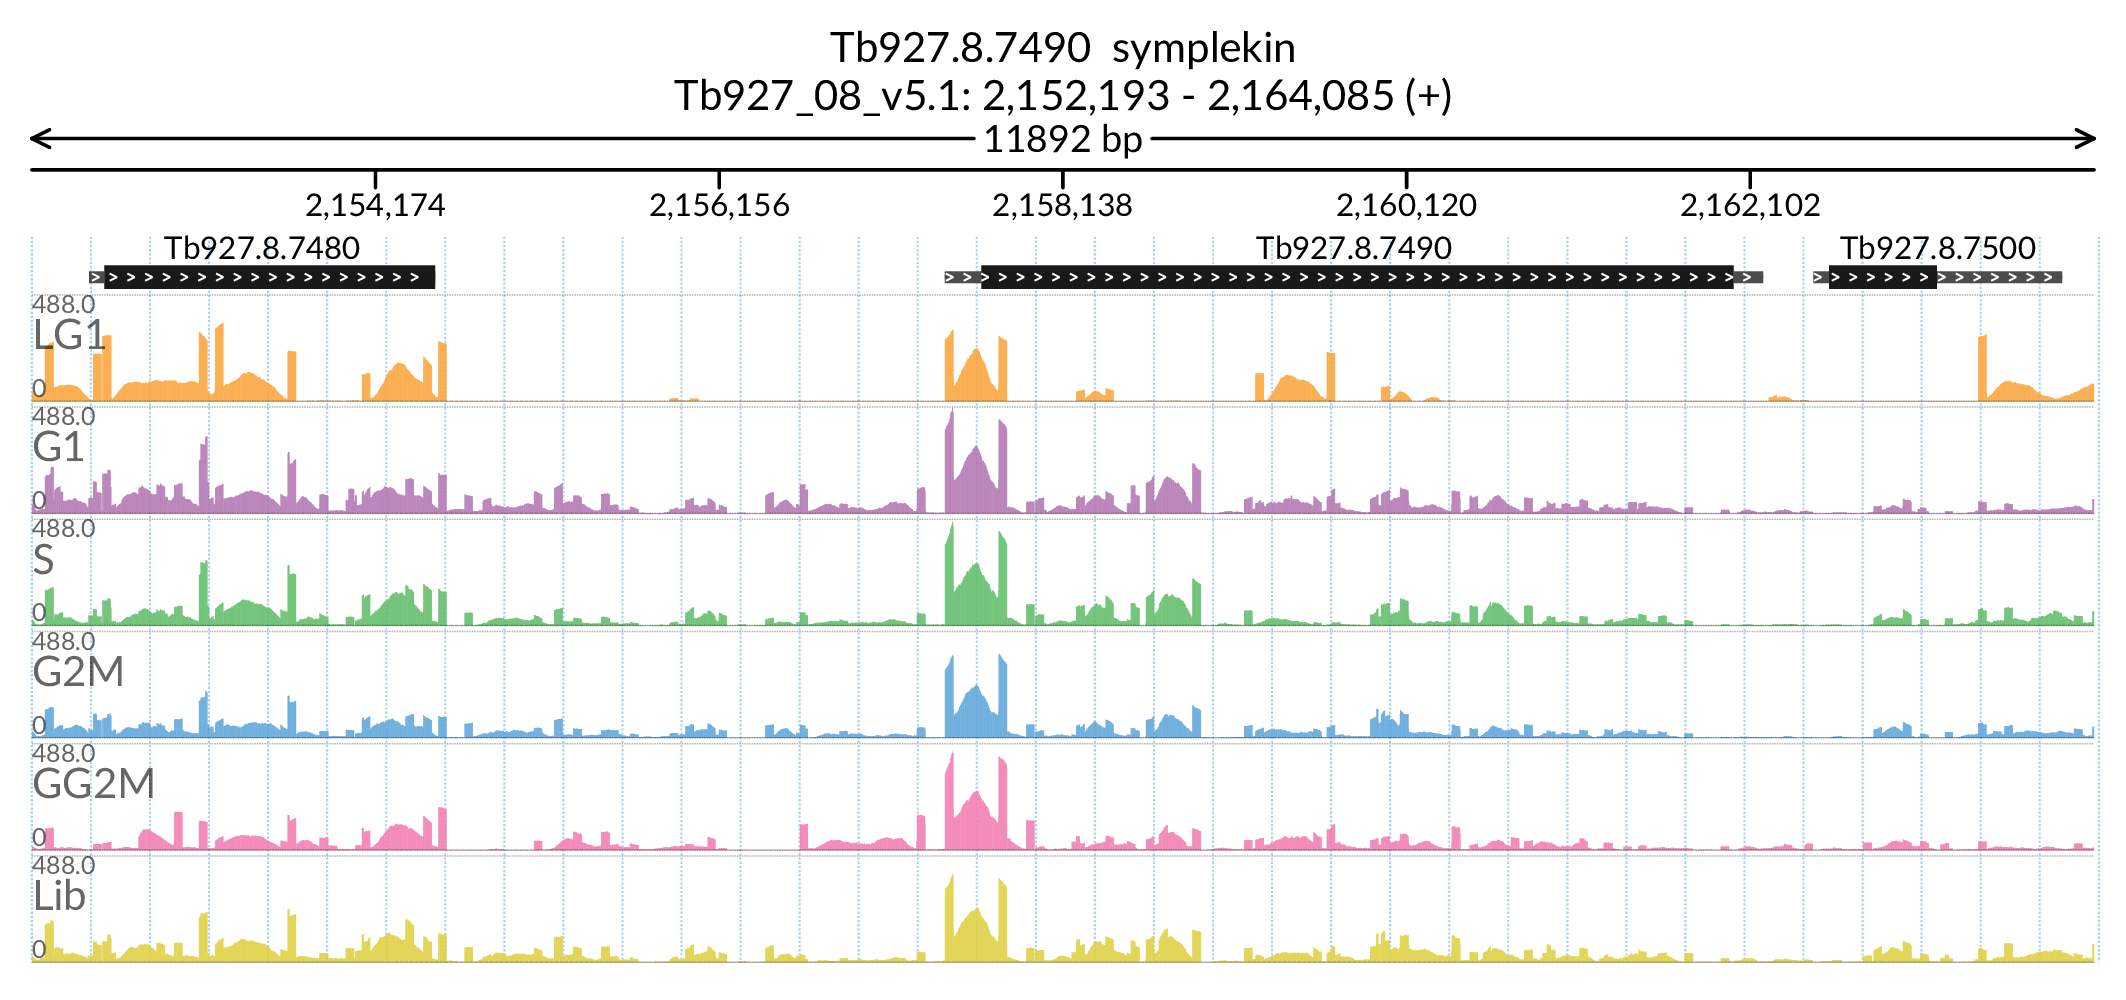 Tb927.8.7490 symplekin
Tb927_08_v5.1: 2,152,193 - 2,164,085 (+)
11892 bp
2,154,174 2,156,156 2,158,138 2,160,120 2,162,102
Tb927.8.7480 Tb927.8.7490 Tb927.8.7500
488.0
LG1
0
488.0
G1
0
488.0
S
0
488.0
G2M
0
488.0
GG2M
0
488.0
Lib
0